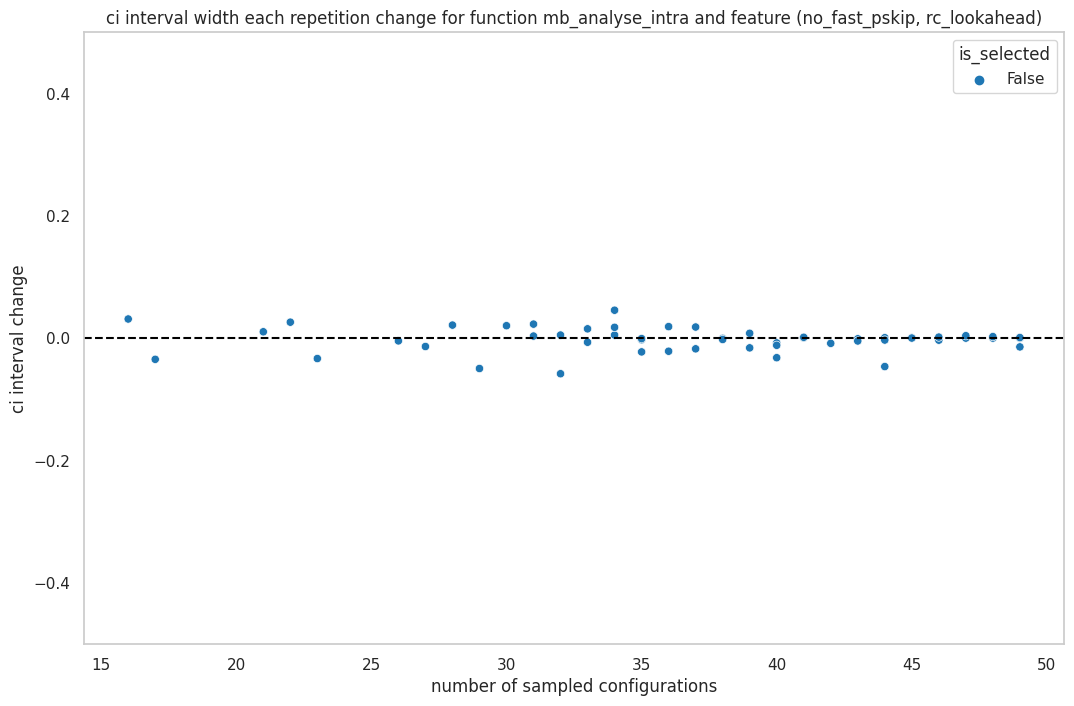 ci interval width each repetition change for function mb_analyse_intra and feature (no_fast_pskip, rc_lookahead)
is_selected
False
ci interval change
0.4
0.2
0.0
−0.2
−0.4
15 20 25 30 35 40 45 50
number of sampled configurations